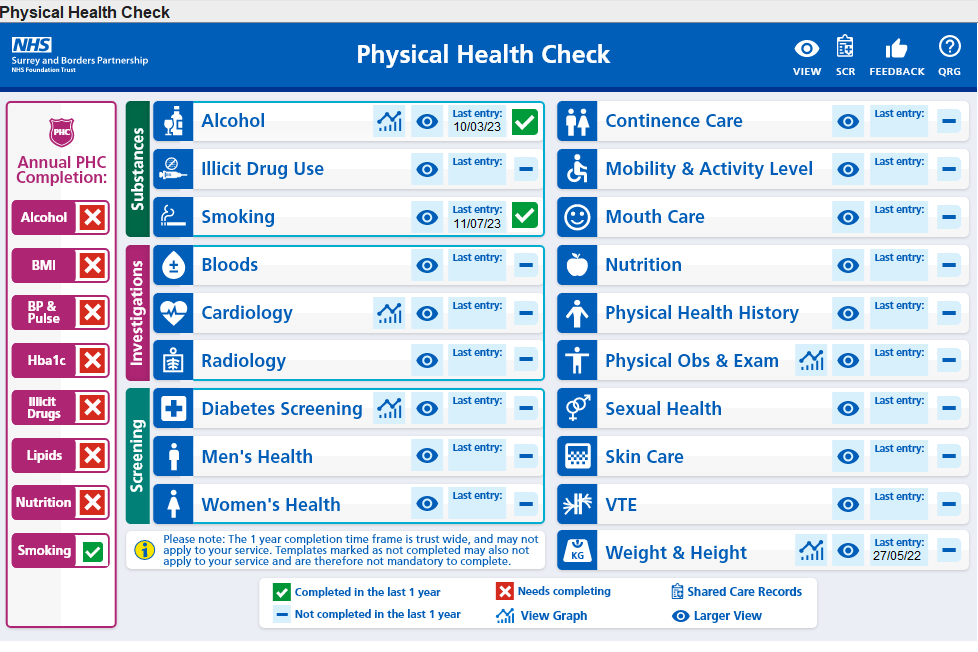 Physical Health Check
NHS
Surrey and Borders Partnership
NHS Foundation Trust
Physical Health Check
VIEW
SCR
FEEDBACK
QRG
PHC
Annual PHC
Completion:
Alcohol
BMI
BP &
Pulse
Hba1c
Illicit
Drugs
Lipids
Nutrition
Smoking
Substances
Alcohol
Last entry:
10/03/23
Illicit Drug Use
Last entry:
Smoking
Last entry:
11/07/23
Investigations
Bloods
Last entry:
Cardiology
Last entry:
Radiology
Last entry:
Screening
Diabetes Screening
Last entry:
Men's Health
Last entry:
Women's Health
Last entry:
Please note: The 1 year completion time frame is trust wide, and may not
apply to your service. Templates marked as not completed may also not
apply to your service and are therefore not mandatory to complete.
Continence Care
Last entry:
Mobility & Activity Level
Last entry:
Mouth Care
Last entry:
Nutrition
Last entry:
Physical Health History
Last entry:
Physical Obs & Exam
Last entry:
Sexual Health
Last entry:
Skin Care
Last entry:
VTE
Last entry:
KG
Weight & Height
Last entry:
27/05/22
Completed in the last 1 year
Needs completing
Shared Care Records
Not completed in the last 1 year
View Graph
Larger View